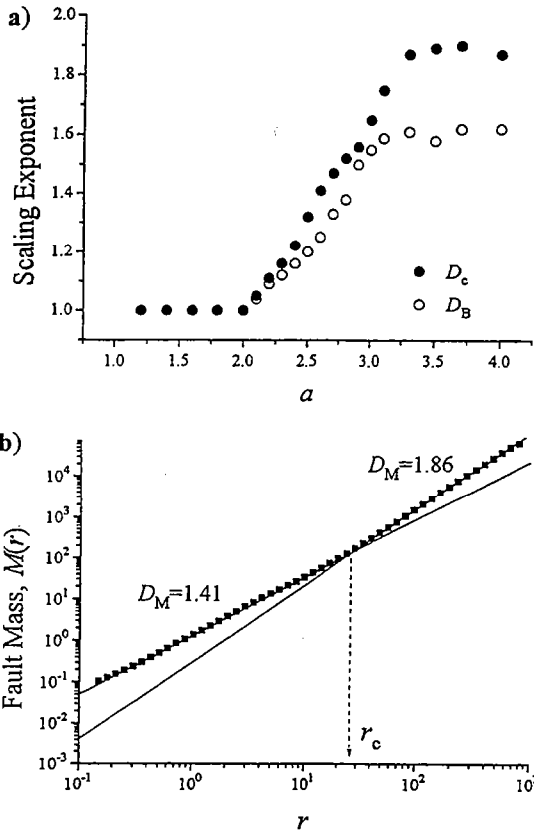 a)
2.0
1.8
1.6
1.4
1.2
1.0
Scaling Exponent
D_c
D_B
1.0 1.5 2.0 2.5 3.0 3.5 4.0
a
b)
10^4
10^3
10^2
10^1
10^0
10^-1
10^-2
10^-3
Fault Mass, M(r)
D_M=1.86
D_M=1.41
r_c
10^-1 10^0 10^1 10^2
r